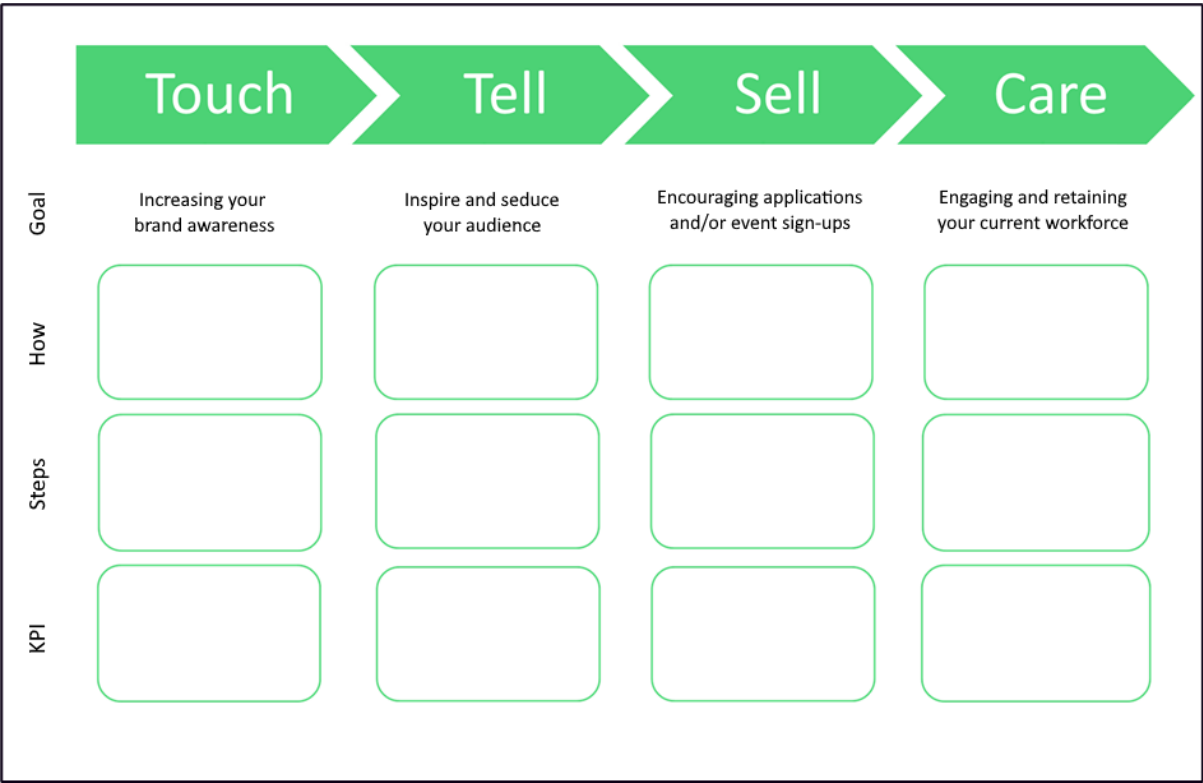 Touch
Tell
Sell
Care
Goal
Increasing your
brand awareness
Inspire and seduce
your audience
Encouraging applications
and/or event sign-ups
Engaging and retaining
your current workforce
How
Steps
KPI